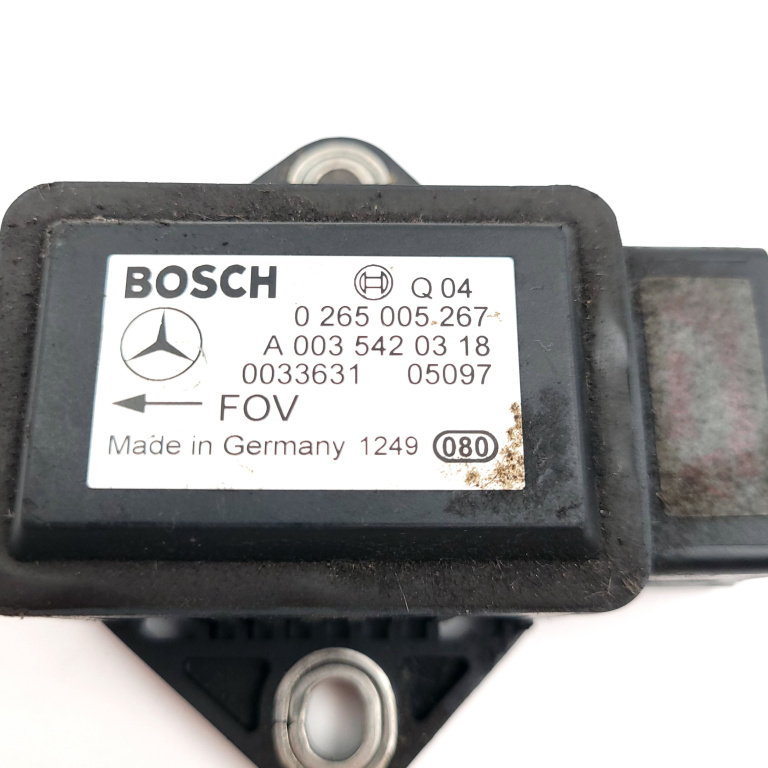 BOSCH Q 04
0 265 005 267
A 003 542 03 18
0033631 05097
FOV
Made in Germany 1249 080